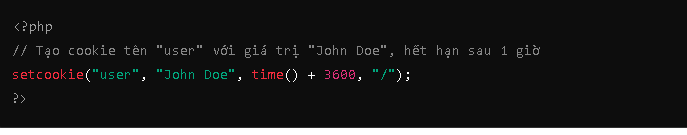 <?php
// Tạo cookie tên "user" với giá trị "John Doe", hết hạn sau 1 giờ
setcookie("user", "John Doe", time() + 3600, "/");
?>